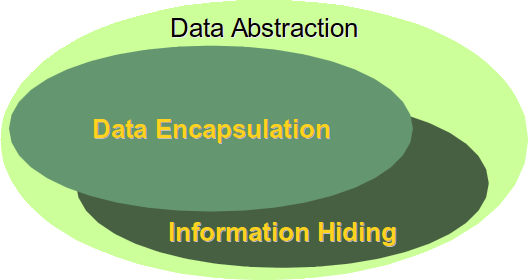 Data Abstraction
Data Encapsulation
Information Hiding